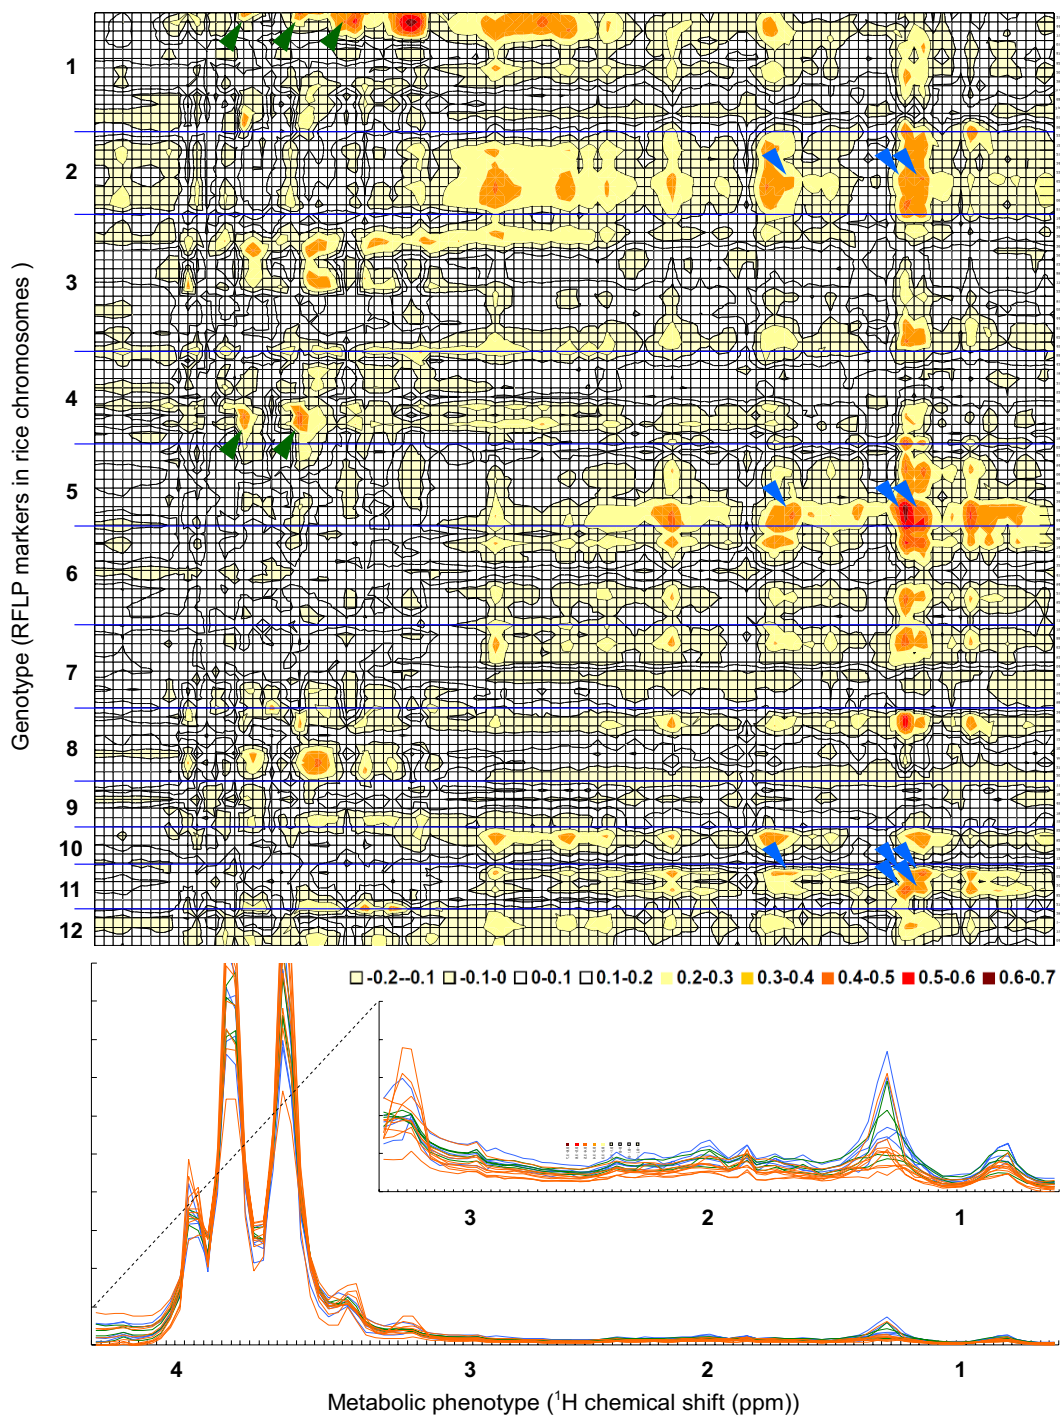 Genotype (RFLP markers in rice chromosomes )
1
2
3
4
5
6
7
8
9
10
11
12
-0.2--0.1 -0.1-0 0-0.1 0.1-0.2 0.2-0.3 0.3-0.4 0.4-0.5 0.5-0.6 0.6-0.7
3 2 1
4 3 2 1
Metabolic phenotype (¹H chemical shift (ppm))